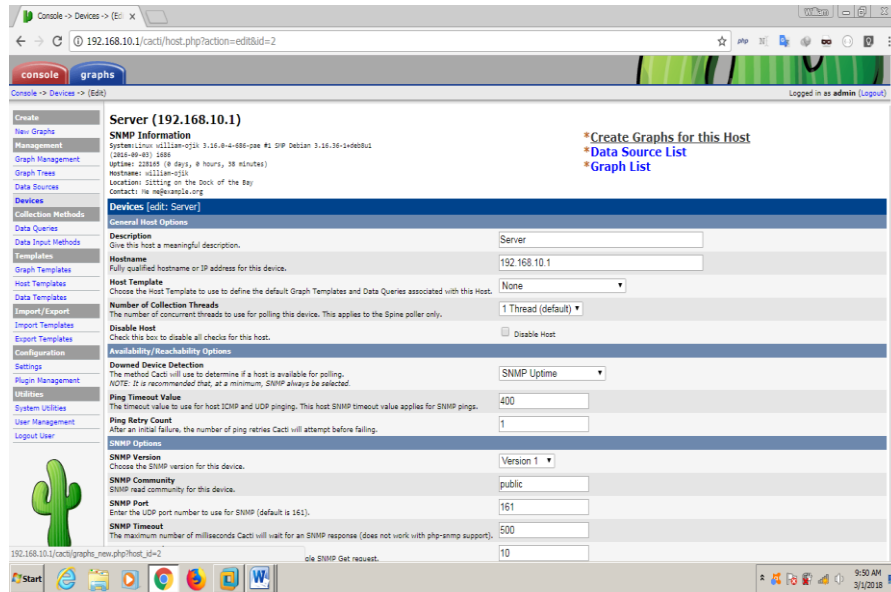 Console -> Devices -> (Ed
192.168.10.1/cacti/host.php?action=edit&id=2
console
graphs
Console -> Devices -> (Edit)
Logged in as admin (Logout)
Create
New Graphs
Management
Graph Management
Graph Trees
Data Sources
Devices
Collection Methods
Data Queries
Data Input Methods
Templates
Graph Templates
Host Templates
Data Templates
Import/Export
Import Templates
Export Templates
Configuration
Settings
Plugin Management
Utilities
System Utilities
User Management
Logout User
Server (192.168.10.1)
SNMP Information
System:Linux william-ojik 3.16.0-4-686-pae #1 SMP Debian 3.16.36-1+deb8u1
(2016-09-03) i686
Uptime: 228165 (0 days, 0 hours, 38 minutes)
Hostname: william-ojik
Location: Sitting on the Dock of the Bay
Contact: Me me@example.org
*Create Graphs for this Host
*Data Source List
*Graph List
Devices [edit: Server]
General Host Options
Description
Give this host a meaningful description.
Server
Hostname
Fully qualified hostname or IP address for this device.
192.168.10.1
Host Template
Choose the Host Template to use to define the default Graph Templates and Data Queries associated with this Host.
None
Number of Collection Threads
The number of concurrent threads to use for polling this device. This applies to the Spine poller only.
1 Thread (default)
Disable Host
Check this box to disable all checks for this host.
Disable Host
Availability/Reachability Options
Downed Device Detection
The method Cacti will use to determine if a host is available for polling.
NOTE: It is recommended that, at a minimum, SNMP always be selected.
SNMP Uptime
Ping Timeout Value
The timeout value to use for host ICMP and UDP pinging. This host SNMP timeout value applies for SNMP pings.
400
Ping Retry Count
After an initial failure, the number of ping retries Cacti will attempt before failing.
1
SNMP Options
SNMP Version
Choose the SNMP version for this device.
Version 1
SNMP Community
SNMP read community for this device.
public
SNMP Port
Enter the UDP port number to use for SNMP (default is 161).
161
SNMP Timeout
The maximum number of milliseconds Cacti will wait for an SNMP response (does not work with php-snmp support).
500
192.168.10.1/cacti/graphs_new.php?host_id=2
ple SNMP Get request.
10
Start
9:50 AM
3/1/2018